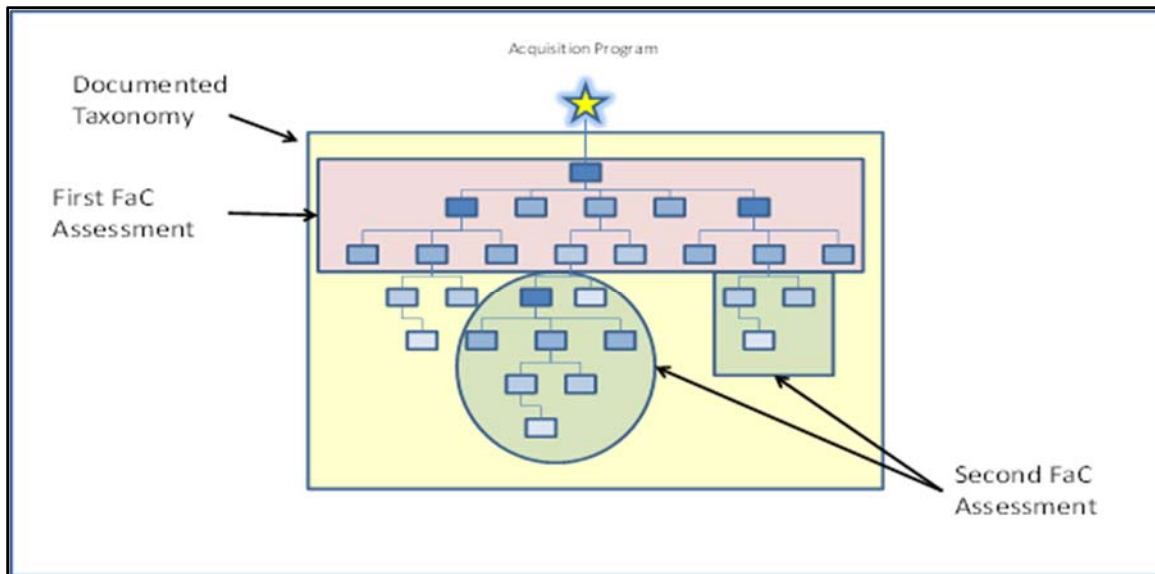 Acquisition Program
Documented
Taxonomy
First FaC
Assessment
Second FaC
Assessment